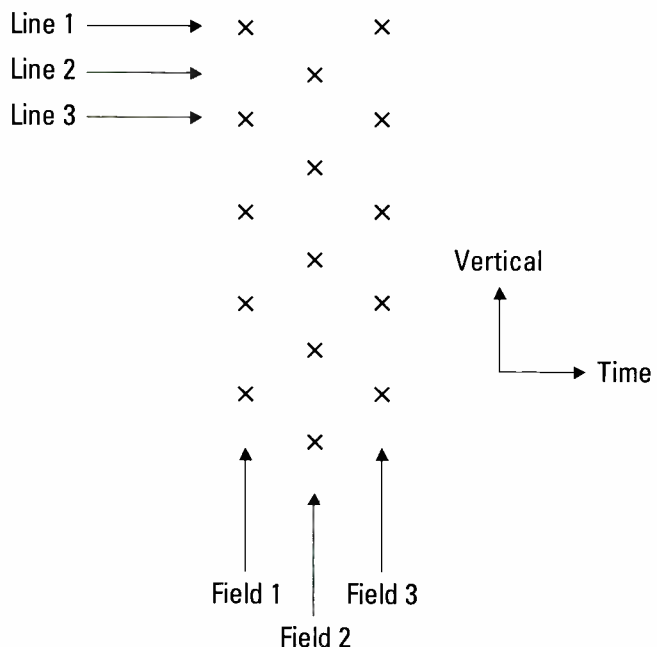 Line 1
Line 2
Line 3
Vertical
Time
Field 1
Field 3
Field 2